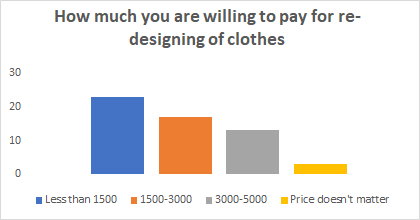 How much you are willing to pay for re-
designing of clothes
30
20
10
0
Less than 1500 1500-3000 3000-5000 Price doesn't matter